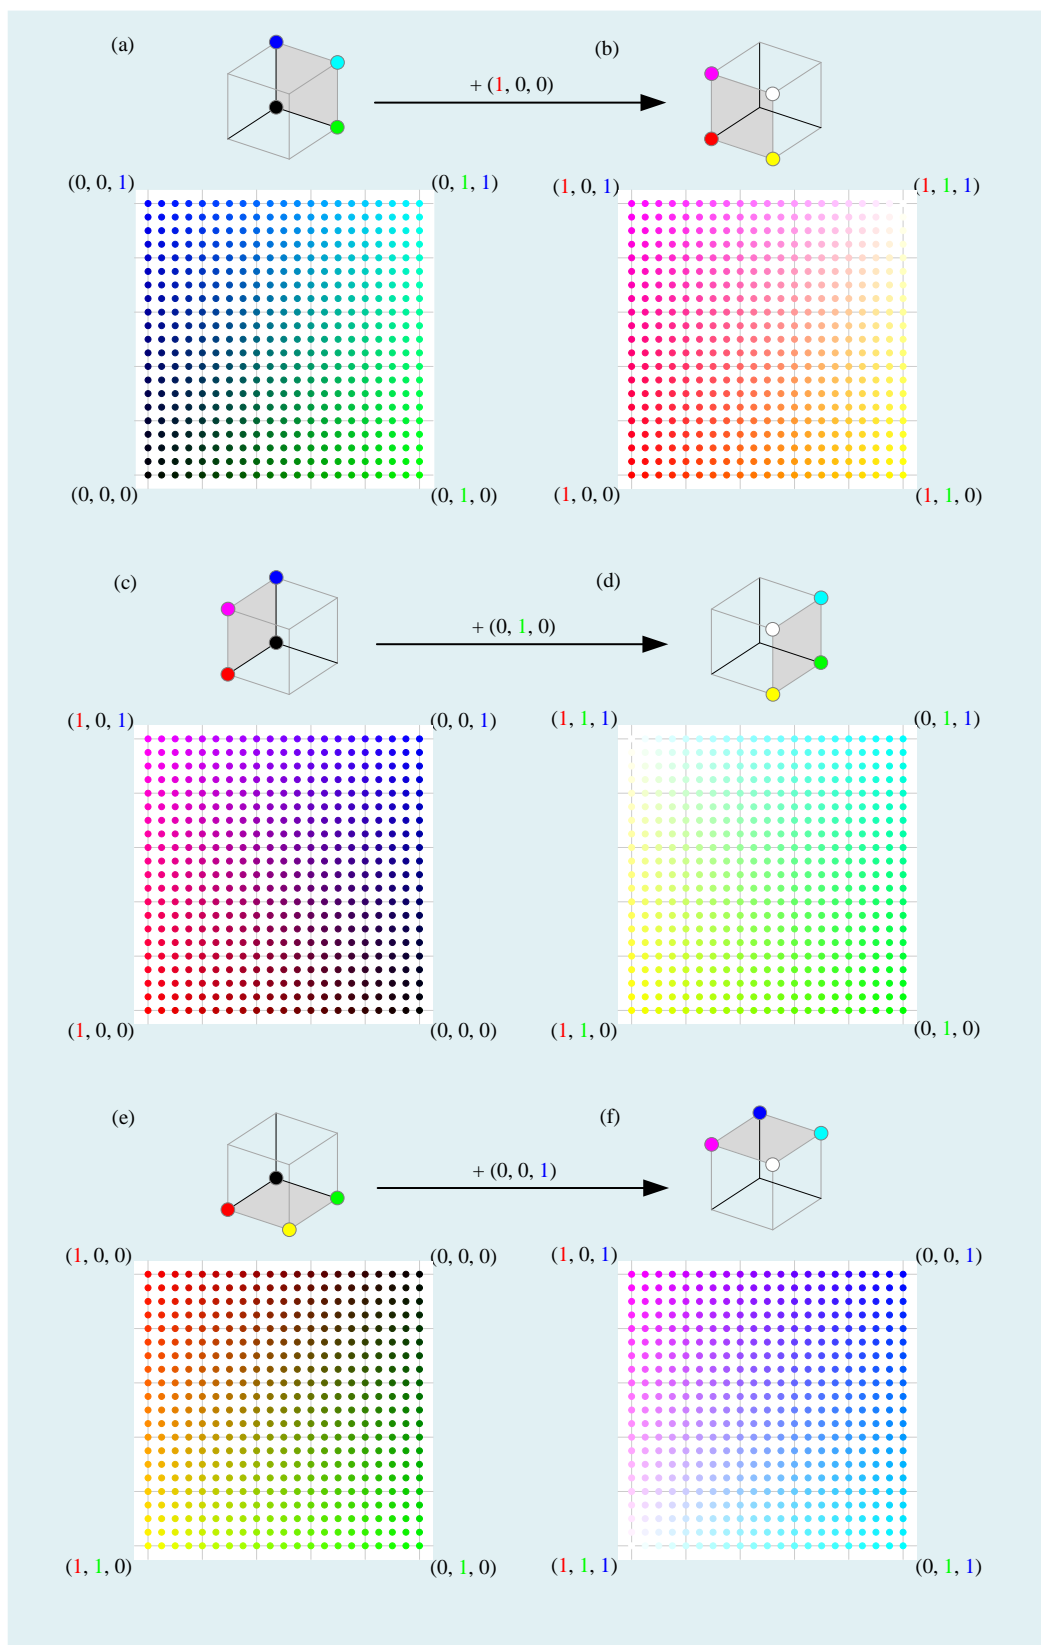 (a)
(b)
+ (1, 0, 0)
(0, 0, 1)
(0, 1, 1)
(1, 0, 1)
(1, 1, 1)
(0, 0, 0)
(0, 1, 0)
(1, 0, 0)
(1, 1, 0)
(c)
(d)
+ (0, 1, 0)
(1, 0, 1)
(0, 0, 1)
(1, 1, 1)
(0, 1, 1)
(1, 0, 0)
(0, 0, 0)
(1, 1, 0)
(0, 1, 0)
(e)
(f)
+ (0, 0, 1)
(1, 0, 0)
(0, 0, 0)
(1, 0, 1)
(0, 0, 1)
(1, 1, 0)
(0, 1, 0)
(1, 1, 1)
(0, 1, 1)